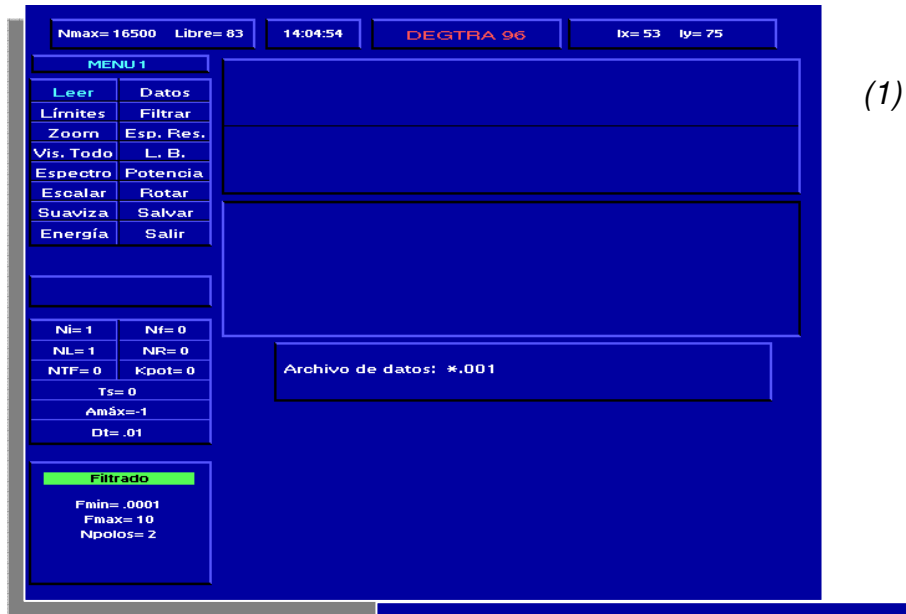 Nmax= 16500 Libre= 83 14:04:54 DEGTRA 96 Ix= 53 Iy= 75
MENU 1
(1)
Leer Datos
Límites Filtrar
Zoom Esp. Res.
Vis. Todo L. B.
Espectro Potencia
Escalar Rotar
Suaviza Salvar
Energía Salir
Ni= 1 Nf= 0
NL= 1 NR= 0
NTF= 0 Kpot= 0
Ts= 0
Amáx=-1
Dt= .01
Archivo de datos: *.001
Filtrado
Fmin= .0001
Fmax= 10
Npolos= 2